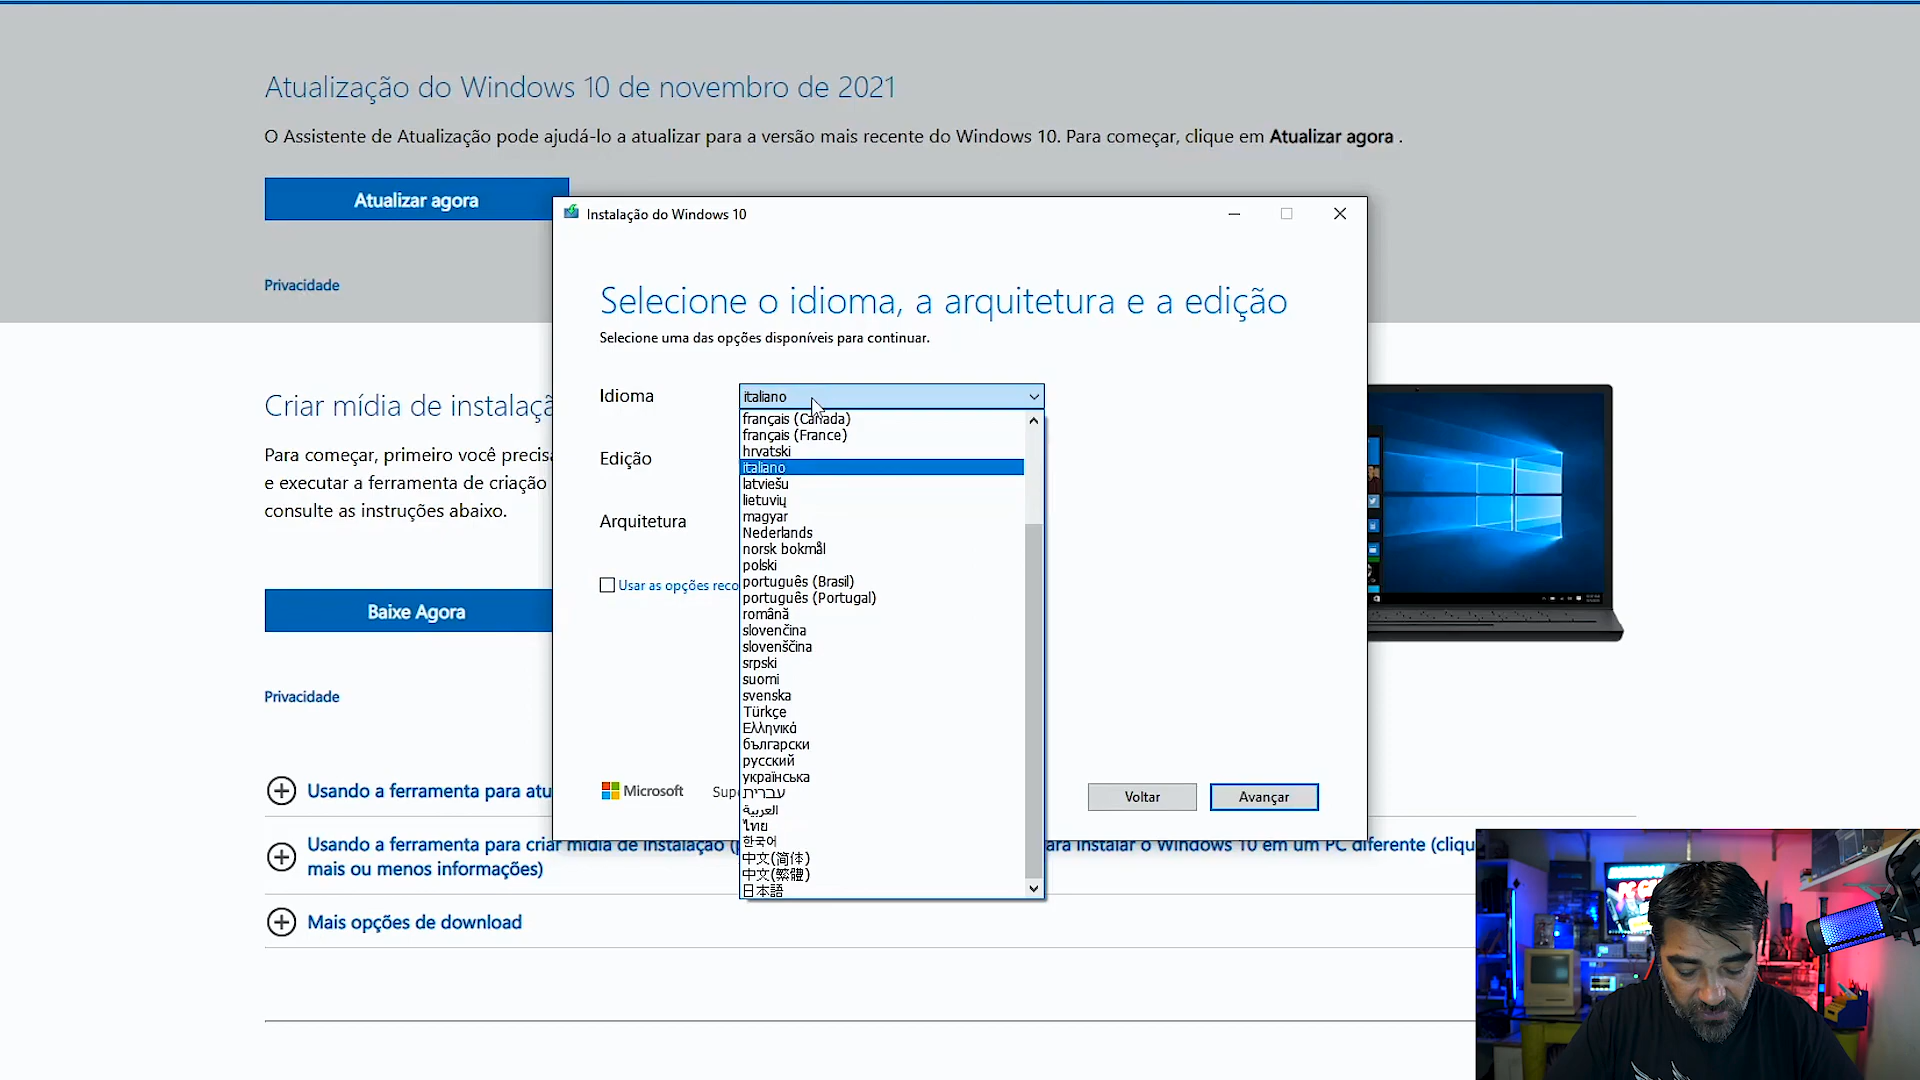 Atualização do Windows 10 de novembro de 2021
O Assistente de Atualização pode ajudá-lo a atualizar para a versão mais recente do Windows 10. Para começar, clique em Atualizar agora .
Atualizar agora
Privacidade
Instalação do Windows 10
Selecione o idioma, a arquitetura e a edição
Selecione uma das opções disponíveis para continuar.
Idioma
italiano
français (Canada)
français (France)
hrvatski
italiano
latviešu
lietuvių
magyar
Nederlands
norsk bokmål
polski
português (Brasil)
português (Portugal)
română
slovenčina
slovenščina
srpski
suomi
svenska
Türkçe
Ελληνικά
български
русский
українська
עברית
العربية
ไทย
한국어
中文(简体)
中文(繁體)
日本語
Edição
Arquitetura
Usar as opções reco
Microsoft
Supo
Voltar
Avançar
Criar mídia de instalaçã
Para começar, primeiro você precisa
e executar a ferramenta de criação
consulte as instruções abaixo.
Baixe Agora
Privacidade
Usando a ferramenta para atu
Usando a ferramenta para criar mídia de instalação (p ara instalar o Windows 10 em um PC diferente (cliqu
mais ou menos informações)
Mais opções de download